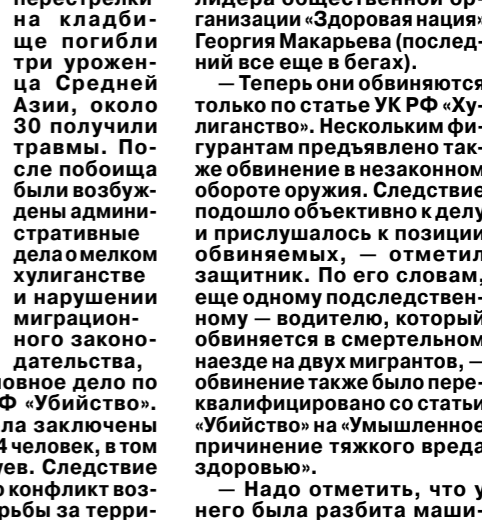 перестрелки
на кладби-
ще погибли
три урожен-
ца Средней
Азии, около
30 получили
травмы. По-
сле побоища
были возбуж-
дены админи-
стративные
дела о мелком
хулиганстве
и нарушении
миграцион-
ного законо-
дательства,
дело по
«Убийство».
заключены
человек, в том
Следствие
конфликт воз-
за терри-
лидера общественной ор-
ганизации «Здоровая нация»
Георгия Макарьева (послед-
ний все еще в бегах).
— Теперь они обвиняются
только по статье УК РФ «Ху-
лиганство». Нескольким фи-
гурантам предъявлено так-
же обвинение в незаконном
обороте оружия. Следствие
подошло объективно к делу
и прислушалось к позиции
обвиняемых, — отметил
защитник. По его словам,
еще одному подследствен-
ному — водителю, который
обвиняется в смертельном
наезде на двух мигрантов, —
обвинение также было пере-
квалифицировано со статьи
«Убийство» на «Умышленное
причинение тяжкого вреда
здоровью».
— Надо отметить, что у
него была разбита маши-